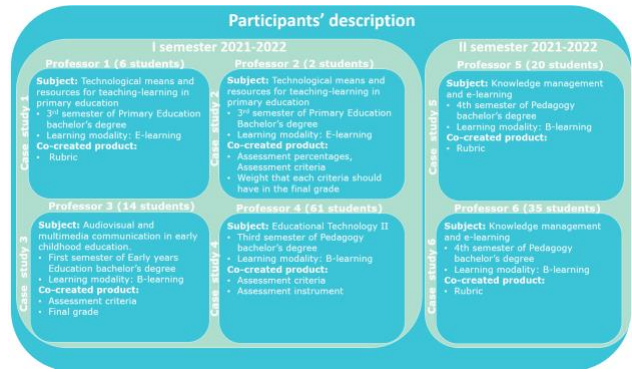 Participants' description
I semester 2021-2022
Professor 1 (6 students)
Case study 1
Subject: Technological means and
resources for teaching-learning in
primary education
• 3rd semester of Primary Education
Bachelor's degree
• Learning modality: E-learning
Co-created product:
• Rubric
Professor 2 (2 students)
Case study 2
Subject: Technological means and
resources for teaching-learning in
primary education
• 3rd semester of Primary Education
Bachelor's degree
• Learning modality: E-learning
Co-created product:
• Assessment percentages,
Assessment criteria
• Weight that each criteria should
have in the final grade
Professor 3 (14 students)
Case study 3
Subject: Audiovisual and
multimedia communication in early
childhood education.
• First semester of Early years
Education bachelor's degree
• Learning modality: B-learning
Co-created product:
• Assessment criteria
• Final grade
Professor 4 (61 students)
Case study 4
Subject: Educational Technology II
• Third semester of Pedagogy
bachelor's degree
• Learning modality: B-learning
Co-created product:
• Assessment criteria
• Assessment instrument
II semester 2021-2022
Professor 5 (20 students)
Case study 5
Subject: Knowledge management
and e-learning
• 4th semester of Pedagogy
bachelor's degree
• Learning modality: B-learning
Co-created product:
• Rubric
Professor 6 (35 students)
Case study 6
Subject: Knowledge management
and e-learning
• 4th semester of Pedagogy
bachelor's degree
• Learning modality: B-learning
Co-created product:
• Rubric